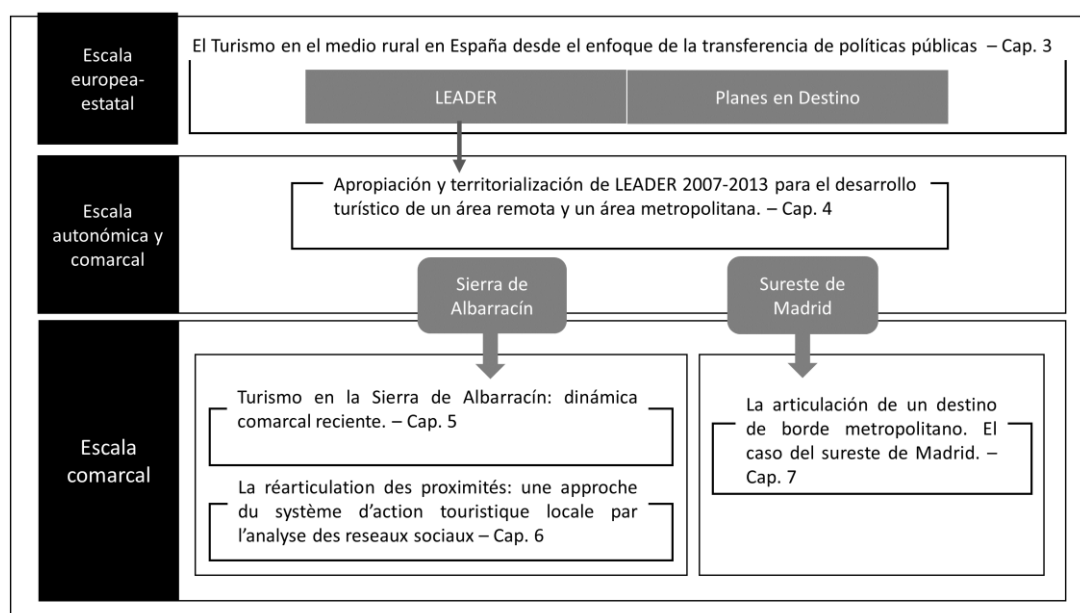 Escala
europea-
estatal
El Turismo en el medio rural en España desde el enfoque de la transferencia de políticas públicas – Cap. 3
LEADER
Planes en Destino
Escala
autonómica y
comarcal
Apropiación y territorialización de LEADER 2007-2013 para el desarrollo
turístico de un área remota y un área metropolitana. – Cap. 4
Sierra de
Albarracín
Sureste de
Madrid
Escala
comarcal
Turismo en la Sierra de Albarracín: dinámica
comarcal reciente. – Cap. 5
La réarticulation des proximités: une approche
du système d’action touristique locale par
l’analyse des reseaux sociaux – Cap. 6
La articulación de un destino
de borde metropolitano. El
caso del sureste de Madrid. –
Cap. 7